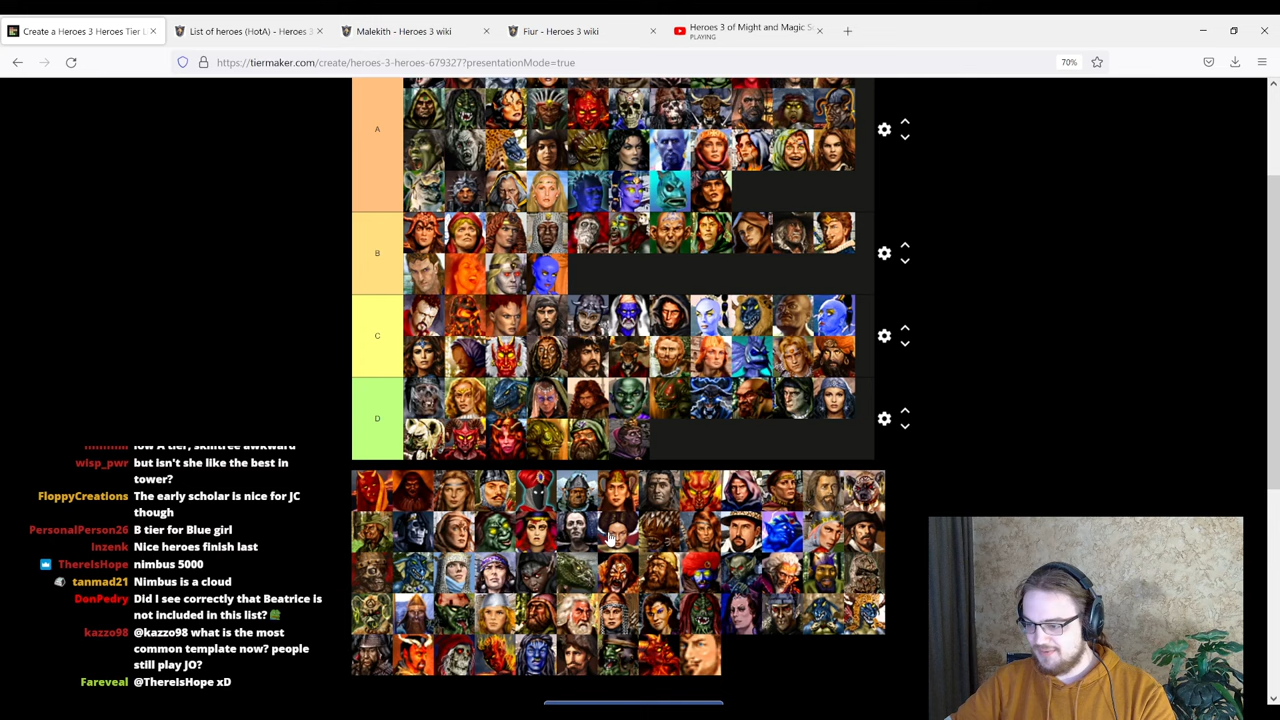 Create a Heroes 3 Heroes Tier L
List of heroes (HotA) - Heroes 3
Malekith - Heroes 3 wiki
Fiur - Heroes 3 wiki
Heroes 3 of Might and Magic S
PLAYING
https://tiermaker.com/create/heroes-3-heroes-679327?presentationMode=true
70%
A
B
C
D
low A tier, skilltree awkward
wisp_pwr but isn't she like the best in
tower?
FloppyCreations The early scholar is nice for JC
though
PersonalPerson26 B tier for Blue girl
Inzenk Nice heroes finish last
ThereIsHope nimbus 5000
tanmad21 Nimbus is a cloud
DonPedry Did I see correctly that Beatrice is
not included in this list?
kazzo98 @kazzo98 what is the most
common template now? people
still play JO?
Fareveal @ThereIsHope xD